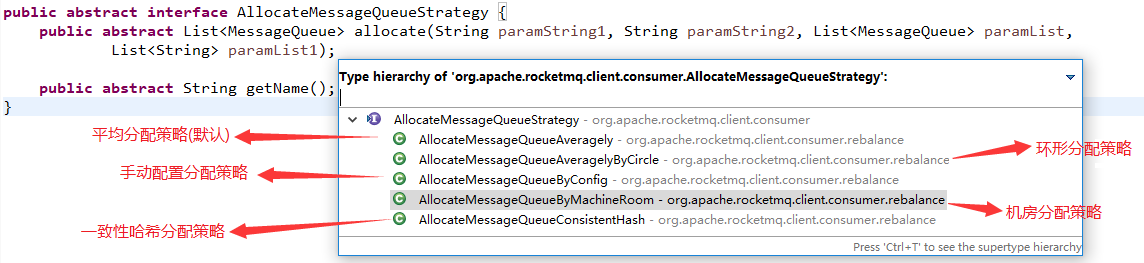 public abstract interface AllocateMessageQueueStrategy {
public abstract List<MessageQueue> allocate(String paramString1, String paramString2, List<MessageQueue> paramList,
List<String> paramList1);
public abstract String getName();
}
Type hierarchy of 'org.apache.rocketmq.client.consumer.AllocateMessageQueueStrategy':
AllocateMessageQueueStrategy - org.apache.rocketmq.client.consumer
平均分配策略(默认)
AllocateMessageQueueAveragely - org.apache.rocketmq.client.consumer.rebalance
AllocateMessageQueueAveragelyByCircle - org.apache.rocketmq.client.consumer.rebalance
环形分配策略
手动配置分配策略
AllocateMessageQueueByConfig - org.apache.rocketmq.client.consumer.rebalance
AllocateMessageQueueByMachineRoom - org.apache.rocketmq.client.consumer.rebalance
机房分配策略
一致性哈希分配策略
AllocateMessageQueueConsistentHash - org.apache.rocketmq.client.consumer.rebalance
Press 'Ctrl+T' to see the supertype hierarchy